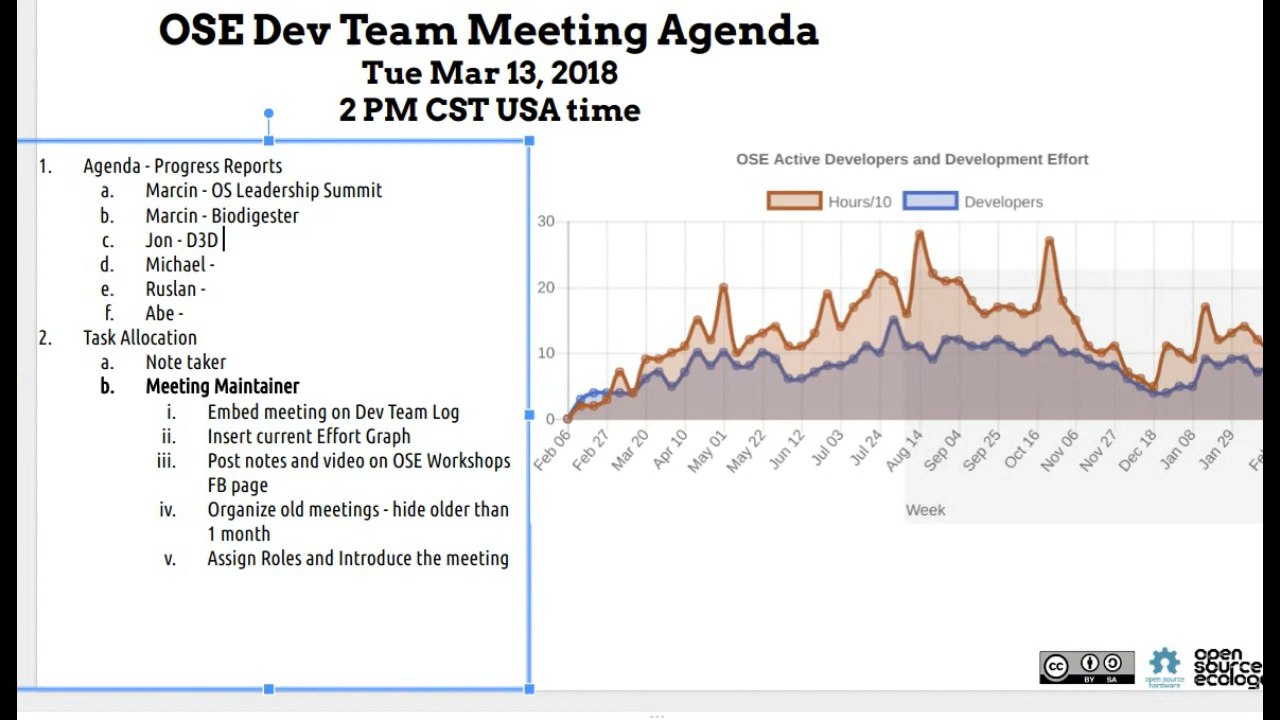 OSE Dev Team Meeting Agenda
Tue Mar 13, 2018
2 PM CST USA time
1. Agenda - Progress Reports
a. Marcin - OS Leadership Summit
b. Marcin - Biodigester
c. Jon - D3D
d. Michael -
e. Ruslan -
f. Abe -
2. Task Allocation
a. Note taker
b. Meeting Maintainer
i. Embed meeting on Dev Team Log
ii. Insert current Effort Graph
iii. Post notes and video on OSE Workshops
FB page
iv. Organize old meetings - hide older than
1 month
v. Assign Roles and Introduce the meeting
OSE Active Developers and Development Effort
Hours/10 Developers
30
20
10
0
Feb 06 Feb 27 Mar 20 Apr 10 May 01 May 22 Jun 12 Jul 03 Jul 24 Aug 14 Sep 04 Sep 25 Oct 16 Nov 06 Nov 27 Dec 18 Jan 08 Jan 29
Week
cc BY SA
open source
hardware
open
source